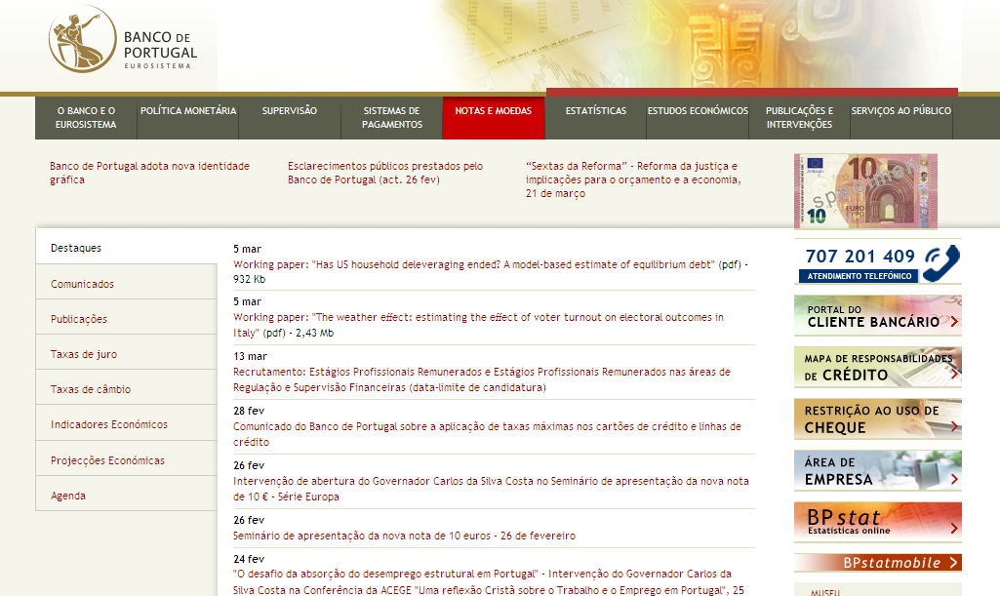 BANCO DE
PORTUGAL
EUROSISTEMA
O BANCO E O
EUROSISTEMA
POLÍTICA MONETÁRIA
SUPERVISÃO
SISTEMAS DE
PAGAMENTOS
NOTAS E MOEDAS
ESTATÍSTICAS
ESTUDOS ECONÓMICOS
PUBLICAÇÕES E
INTERVENÇÕES
SERVIÇOS AO PÚBLICO
Banco de Portugal adota nova identidade
gráfica
Esclarecimentos públicos prestados pelo
Banco de Portugal (act. 26 fev)
“Sextas da Reforma” - Reforma da justiça e
implicações para o orçamento e a economia,
21 de março
10
specimen
10
EURO
Destaques
Comunicados
Publicações
Taxas de juro
Taxas de câmbio
Indicadores Económicos
Projecções Económicas
Agenda
5 mar
Working paper: "Has US household deleveraging ended? A model-based estimate of equilibrium debt" (pdf) -
932 Kb
5 mar
Working paper: "The weather effect: estimating the effect of voter turnout on electoral outcomes in
Italy" (pdf) - 2,43 Mb
13 mar
Recrutamento: Estágios Profissionais Remunerados e Estágios Profissionais Remunerados nas áreas de
Regulação e Supervisão Financeiras (data-limite de candidatura)
28 fev
Comunicado do Banco de Portugal sobre a aplicação de taxas máximas nos cartões de crédito e linhas de
crédito
26 fev
Intervenção de abertura do Governador Carlos da Silva Costa no Seminário de apresentação da nova nota
de 10 € - Série Europa
26 fev
Seminário de apresentação da nova nota de 10 euros - 26 de fevereiro
24 fev
"O desafio da absorção do desemprego estrutural em Portugal" - Intervenção do Governador Carlos da
Silva Costa na Conferência da ACEGE "Uma reflexão Cristã sobre o Trabalho e o Emprego em Portugal", 25
707 201 409
ATENDIMENTO TELEFÓNICO
PORTAL DO
CLIENTE BANCÁRIO
MAPA DE RESPONSABILIDADES
DE CRÉDITO
RESTRIÇÃO AO USO DE
CHEQUE
ÁREA DE
EMPRESA
BPstat
Estatísticas online
BPstatmobile
MUSEU